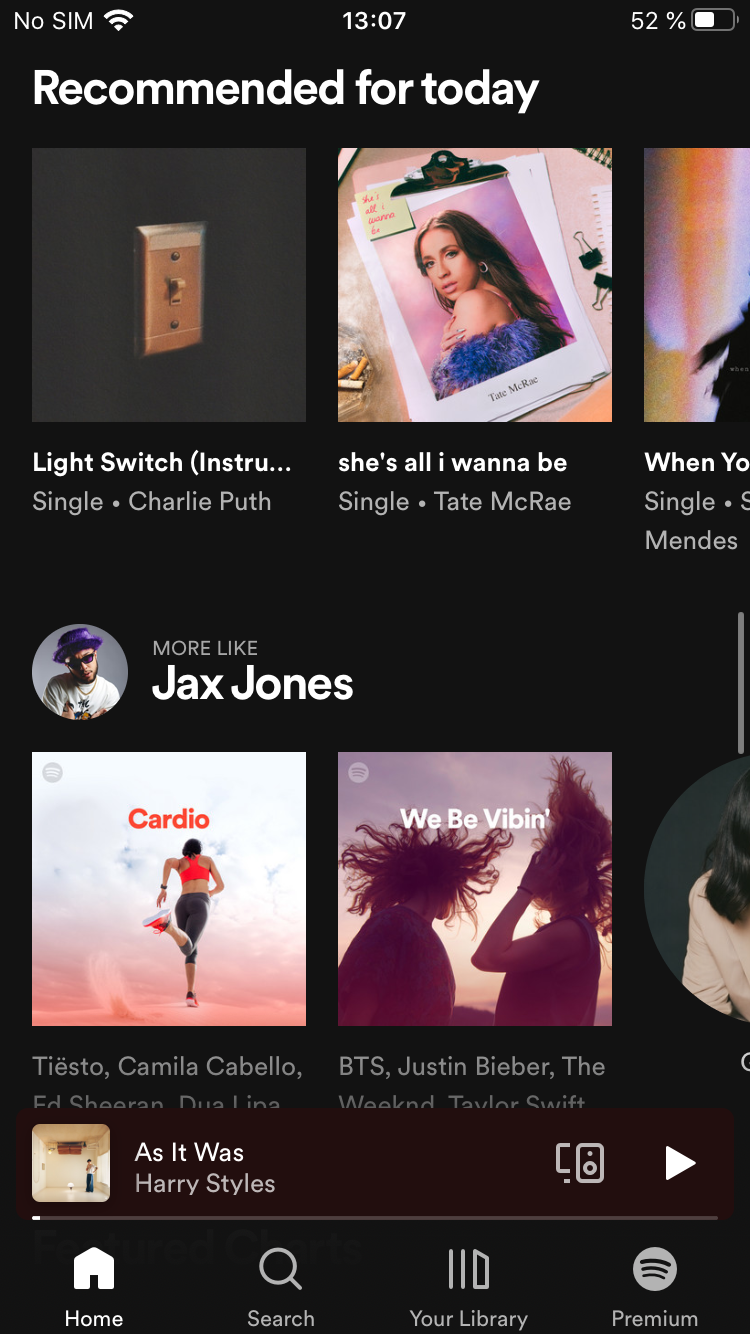 No SIM 13:07 52 %
Recommended for today
she's
all i
wanna
be
Tate McRae
when
Light Switch (Instru...
Single • Charlie Puth
she's all i wanna be
Single • Tate McRae
When Yo
Single • S
Mendes
MORE LIKE
Jax Jones
Cardio
We Be Vibin'
Tiësto, Camila Cabello,
Ed Sheeran, Dua Lipa
BTS, Justin Bieber, The
Weeknd, Taylor Swift
As It Was
Harry Styles
Featured Charts
Home
Search
Your Library
Premium